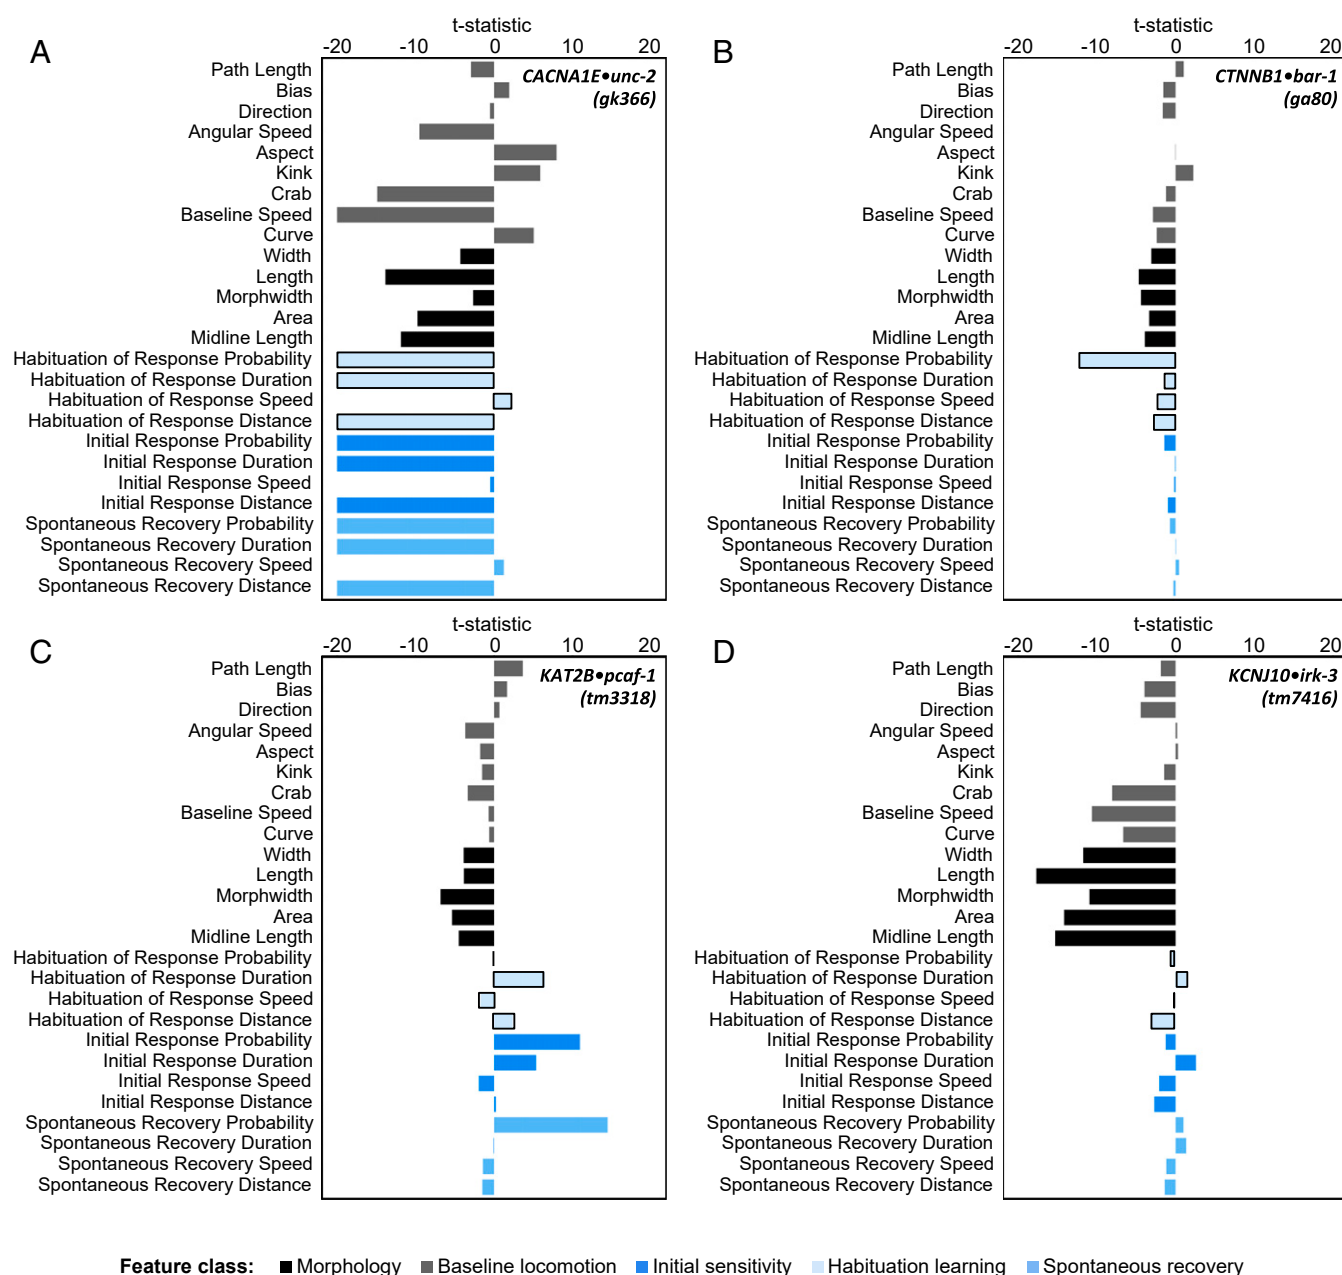 A
t-statistic
-20 -10 0 10 20
CACNA1E•unc-2
(gk366)
Path Length
Bias
Direction
Angular Speed
Aspect
Kink
Crab
Baseline Speed
Curve
Width
Length
Morphwidth
Area
Midline Length
Habituation of Response Probability
Habituation of Response Duration
Habituation of Response Speed
Habituation of Response Distance
Initial Response Probability
Initial Response Duration
Initial Response Speed
Initial Response Distance
Spontaneous Recovery Probability
Spontaneous Recovery Duration
Spontaneous Recovery Speed
Spontaneous Recovery Distance
B
t-statistic
-20 -10 0 10 20
CTNNB1•bar-1
(ga80)
Path Length
Bias
Direction
Angular Speed
Aspect
Kink
Crab
Baseline Speed
Curve
Width
Length
Morphwidth
Area
Midline Length
Habituation of Response Probability
Habituation of Response Duration
Habituation of Response Speed
Habituation of Response Distance
Initial Response Probability
Initial Response Duration
Initial Response Speed
Initial Response Distance
Spontaneous Recovery Probability
Spontaneous Recovery Duration
Spontaneous Recovery Speed
Spontaneous Recovery Distance
C
t-statistic
-20 -10 0 10 20
KAT2B•pcaf-1
(tm3318)
Path Length
Bias
Direction
Angular Speed
Aspect
Kink
Crab
Baseline Speed
Curve
Width
Length
Morphwidth
Area
Midline Length
Habituation of Response Probability
Habituation of Response Duration
Habituation of Response Speed
Habituation of Response Distance
Initial Response Probability
Initial Response Duration
Initial Response Speed
Initial Response Distance
Spontaneous Recovery Probability
Spontaneous Recovery Duration
Spontaneous Recovery Speed
Spontaneous Recovery Distance
D
t-statistic
-20 -10 0 10 20
KCNJ10•irk-3
(tm7416)
Path Length
Bias
Direction
Angular Speed
Aspect
Kink
Crab
Baseline Speed
Curve
Width
Length
Morphwidth
Area
Midline Length
Habituation of Response Probability
Habituation of Response Duration
Habituation of Response Speed
Habituation of Response Distance
Initial Response Probability
Initial Response Duration
Initial Response Speed
Initial Response Distance
Spontaneous Recovery Probability
Spontaneous Recovery Duration
Spontaneous Recovery Speed
Spontaneous Recovery Distance
Feature class: Morphology Baseline locomotion Initial sensitivity Habituation learning Spontaneous recovery